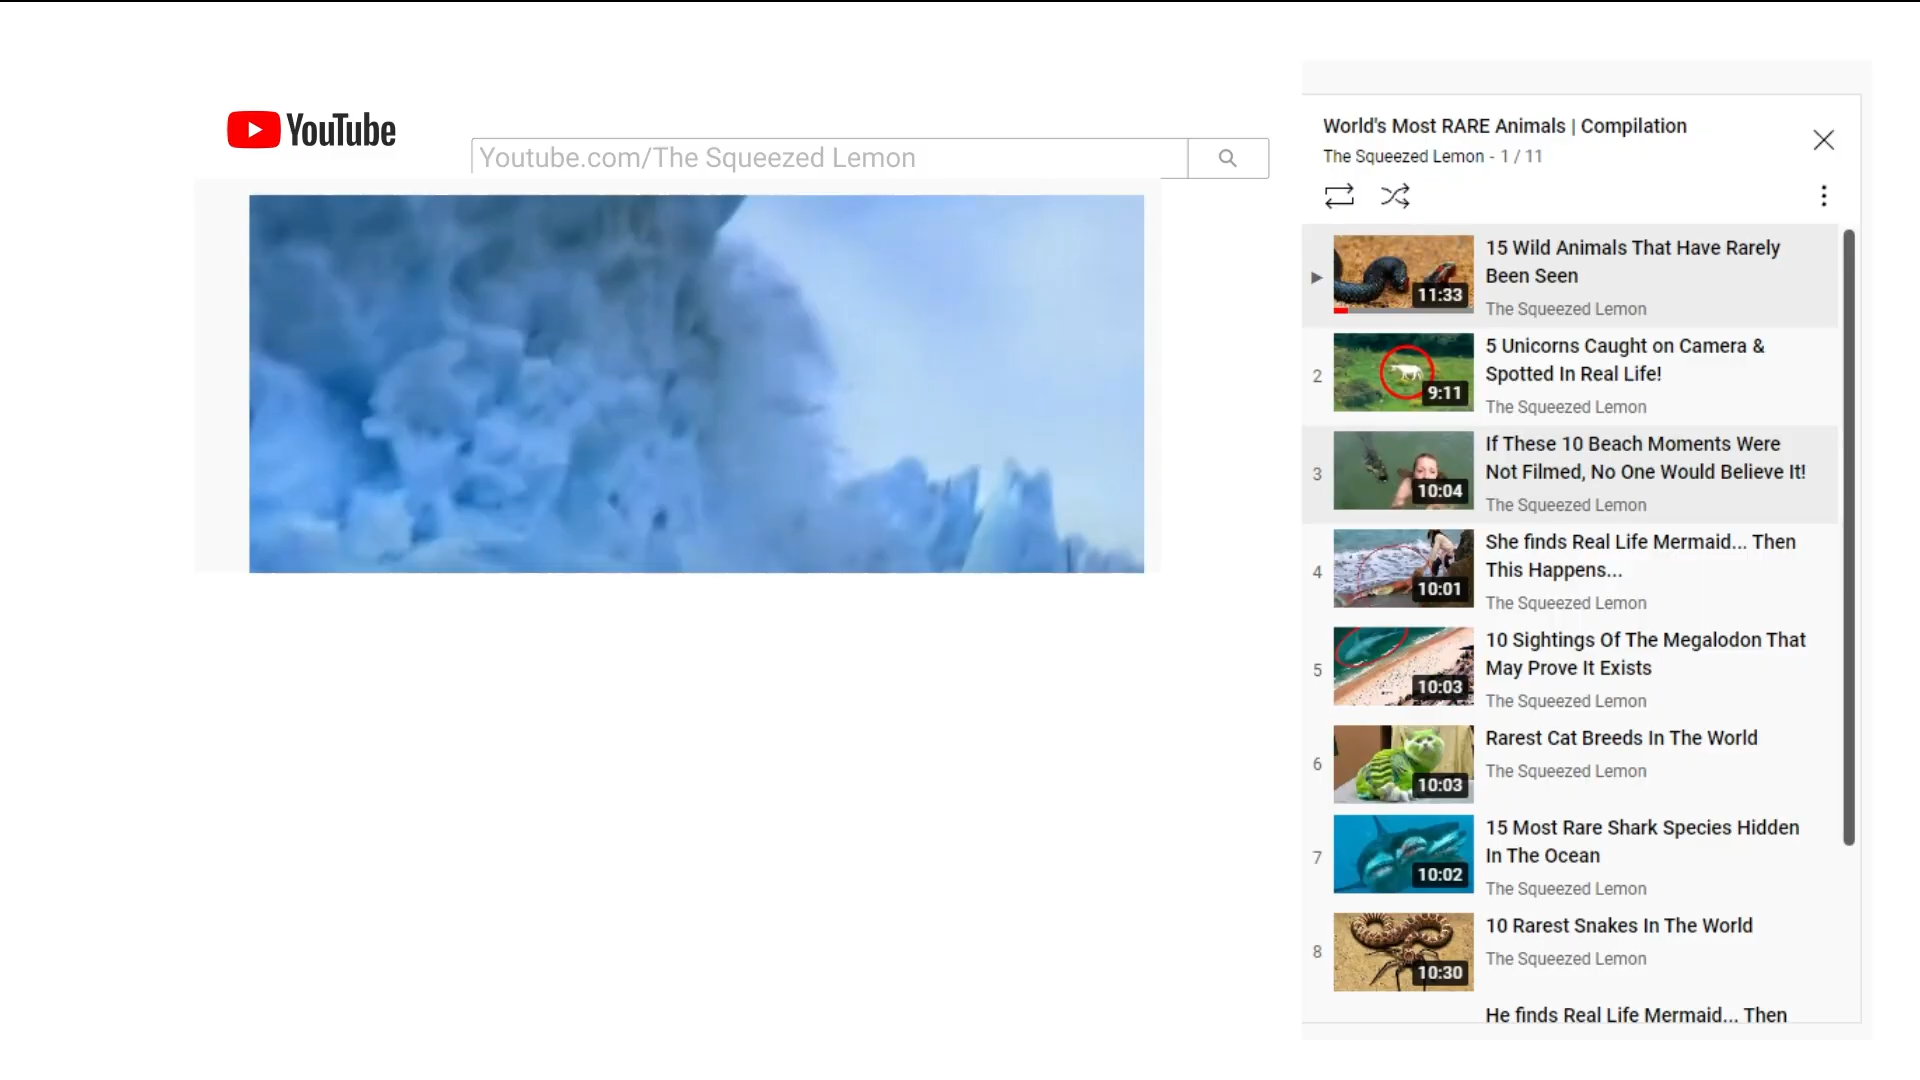 YouTube
Youtube.com/The Squeezed Lemon
World's Most RARE Animals | Compilation
The Squeezed Lemon - 1 / 11
15 Wild Animals That Have Rarely
Been Seen
11:33
The Squeezed Lemon
2
5 Unicorns Caught on Camera &
Spotted In Real Life!
9:11
The Squeezed Lemon
3
If These 10 Beach Moments Were
Not Filmed, No One Would Believe It!
10:04
The Squeezed Lemon
4
She finds Real Life Mermaid... Then
This Happens...
10:01
The Squeezed Lemon
5
10 Sightings Of The Megalodon That
May Prove It Exists
10:03
The Squeezed Lemon
6
Rarest Cat Breeds In The World
The Squeezed Lemon
10:03
7
15 Most Rare Shark Species Hidden
In The Ocean
10:02
The Squeezed Lemon
8
10 Rarest Snakes In The World
The Squeezed Lemon
10:30
He finds Real Life Mermaid... Then